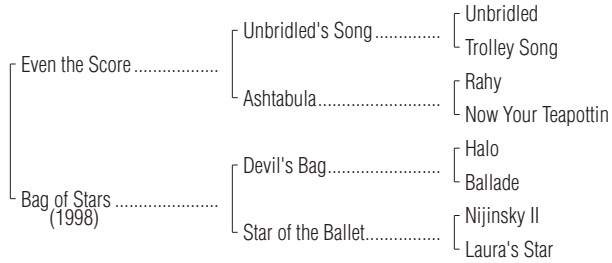 Unbridled
Unbridled's Song ..............
Trolley Song
Even the Score ..................
Rahy
Ashtabula..........................
Now Your Teapottin
Halo
Devil's Bag........................
Ballade
Bag of Stars ......................
(1998)
Nijinsky II
Star of the Ballet................
Laura's Star